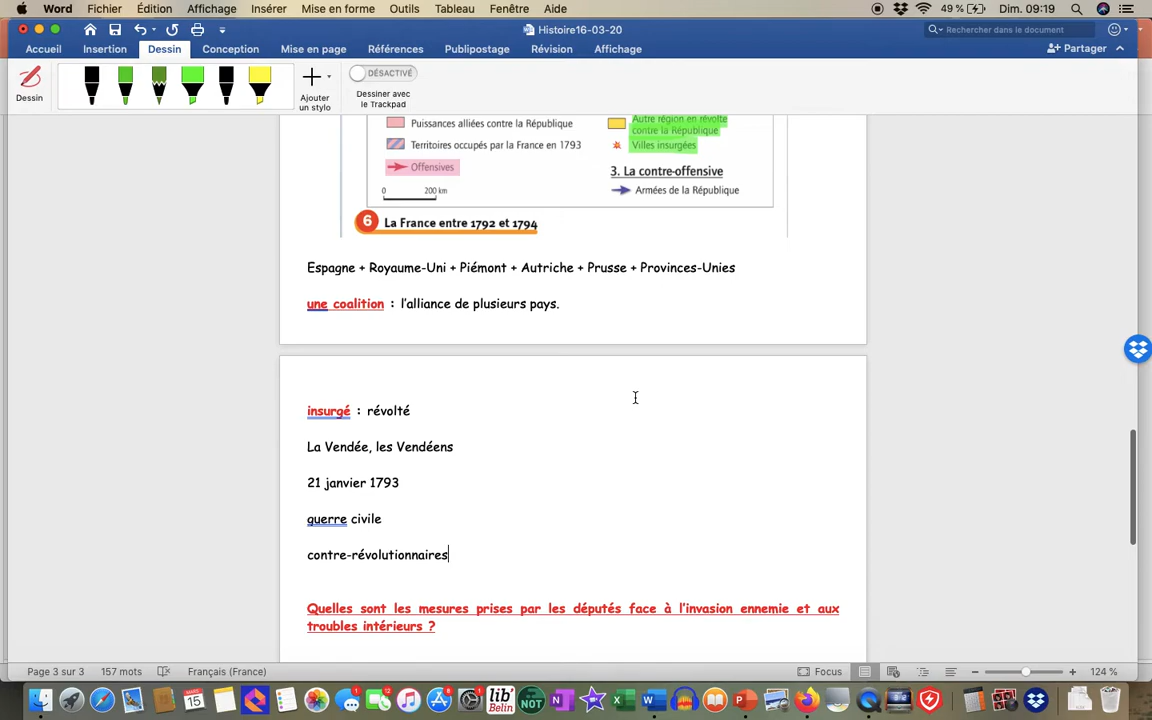 Word Fichier Édition Affichage Insérer Mise en forme Outils Tableau Fenêtre Aide 49 % Dim. 09:19
Histoire16-03-20
Rechercher dans le document
Accueil Insertion Dessin Conception Mise en page Références Publipostage Révision Affichage Partager
DÉSACTIVÉ
Dessin
Ajouter un stylo
Dessiner avec le Trackpad
Puissances alliées contre la République
Autre région en révolte
contre la République
Territoires occupés par la France en 1793
Villes insurgées
Offensives
3. La contre-offensive
0 200 km
Armées de la République
6 La France entre 1792 et 1794
Espagne + Royaume-Uni + Piémont + Autriche + Prusse + Provinces-Unies
une coalition : l'alliance de plusieurs pays.
insurgé : révolté
La Vendée, les Vendéens
21 janvier 1793
guerre civile
contre-révolutionnaires
Quelles sont les mesures prises par les députés face à l'invasion ennemie et aux
troubles intérieurs ?
Page 3 sur 3 157 mots Français (France) Focus 124 %
MARS
15
lib'
Belin
NOT